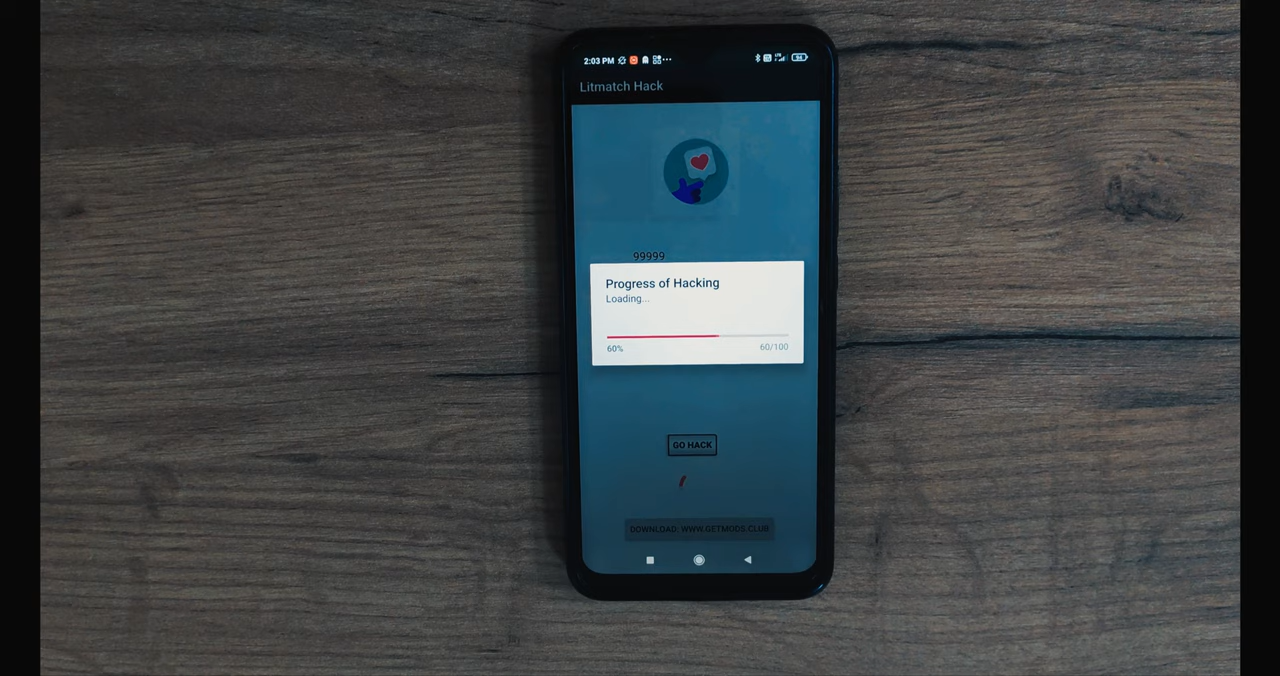 2:03 PM
Litmatch Hack
99999
Progress of Hacking
Loading...
60% 60/100
GO HACK
DOWNLOAD: WWW.GETMODS.CLUB